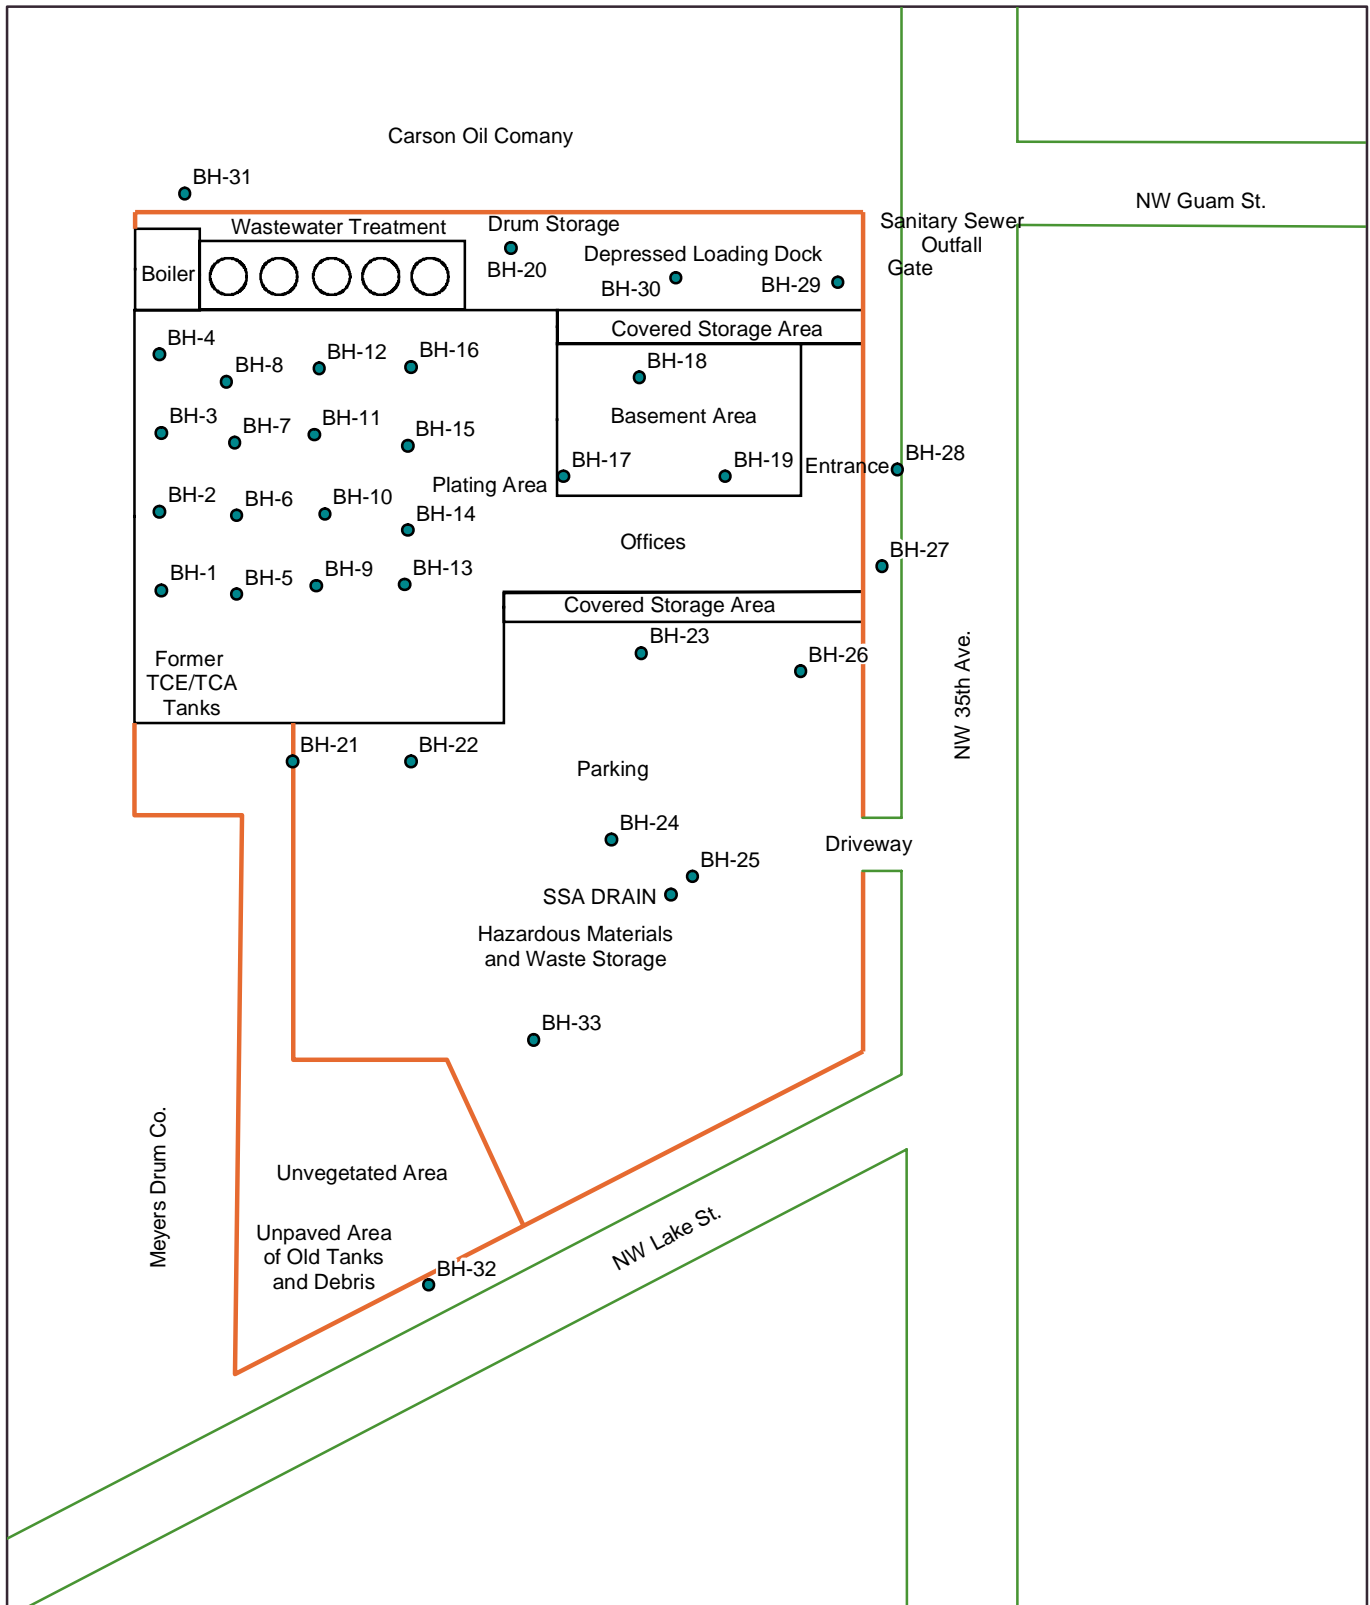 Carson Oil Comany
BH-31
NW Guam St.
Sanitary Sewer
Outfall
Gate
Wastewater Treatment
Drum Storage
BH-20
Depressed Loading Dock
BH-30
BH-29
Boiler
Covered Storage Area
BH-4
BH-8
BH-12
BH-16
BH-18
BH-3
BH-7
BH-11
BH-15
Basement Area
BH-17
BH-19
Entrance
BH-28
Plating Area
BH-2
BH-6
BH-10
BH-14
Offices
BH-27
BH-1
BH-5
BH-9
BH-13
Covered Storage Area
BH-23
BH-26
Former
TCE/TCA
Tanks
NW 35th Ave.
BH-21
BH-22
Parking
BH-24
Driveway
BH-25
SSA DRAIN
Hazardous Materials
and Waste Storage
BH-33
Meyers Drum Co.
Unvegetated Area
Unpaved Area
of Old Tanks
and Debris
BH-32
NW Lake St.